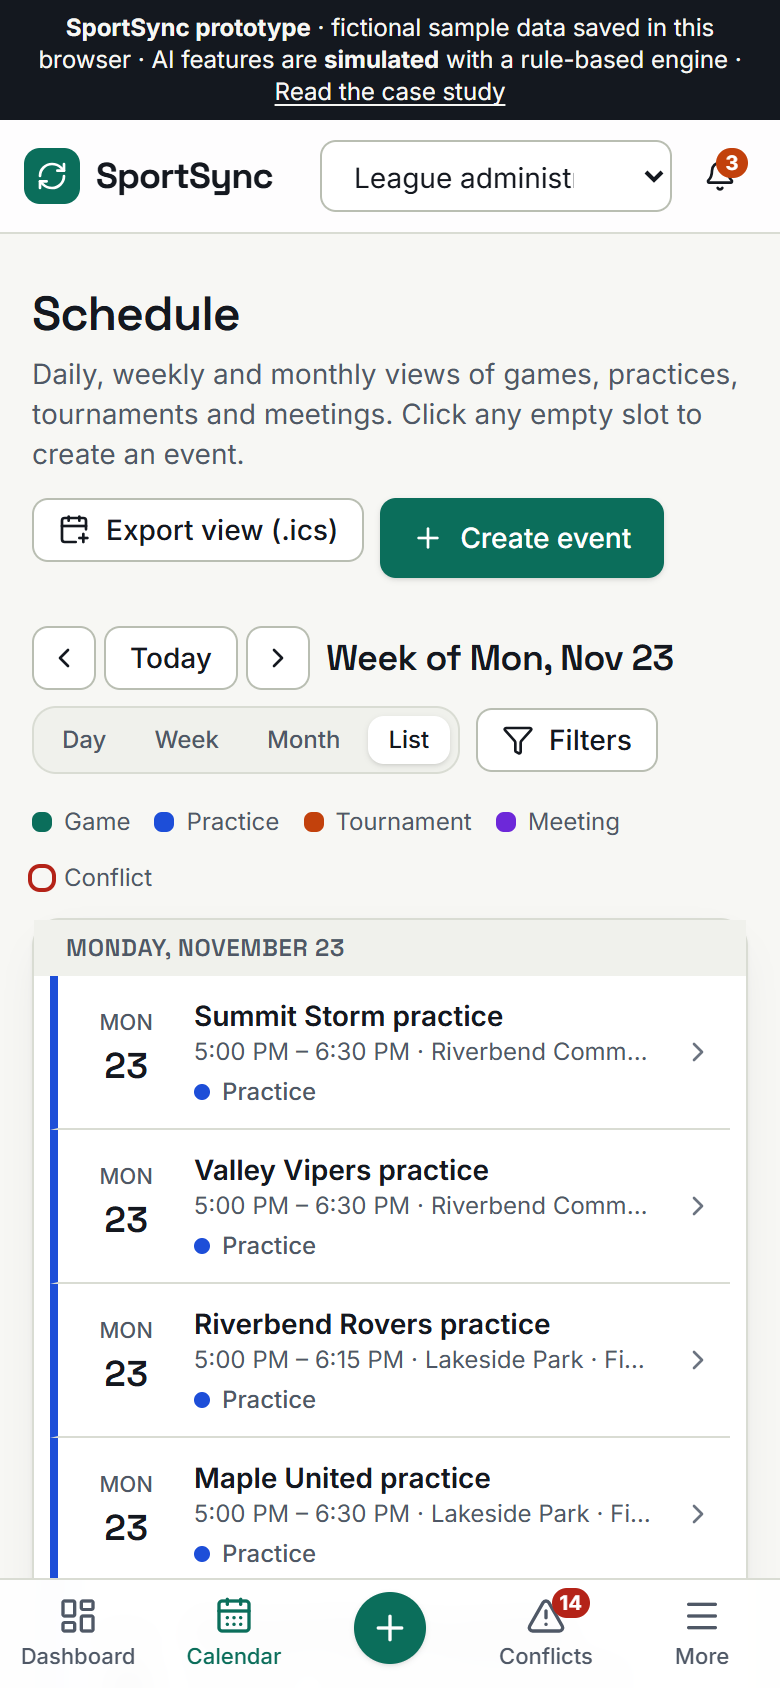 SportSync prototype · fictional sample data saved in this
browser · AI features are simulated with a rule-based engine ·
Read the case study
SportSync
League administ
3
Schedule
Daily, weekly and monthly views of games, practices,
tournaments and meetings. Click any empty slot to
create an event.
Export view (.ics)
Create event
Today
Week of Mon, Nov 23
Day
Week
Month
List
Filters
Game
Practice
Tournament
Meeting
Conflict
MONDAY, NOVEMBER 23
MON
23
Summit Storm practice
5:00 PM – 6:30 PM · Riverbend Comm...
Practice
MON
23
Valley Vipers practice
5:00 PM – 6:30 PM · Riverbend Comm...
Practice
MON
23
Riverbend Rovers practice
5:00 PM – 6:15 PM · Lakeside Park · Fi...
Practice
MON
23
Maple United practice
5:00 PM – 6:30 PM · Lakeside Park · Fi...
Practice
Dashboard
Calendar
14
Conflicts
More